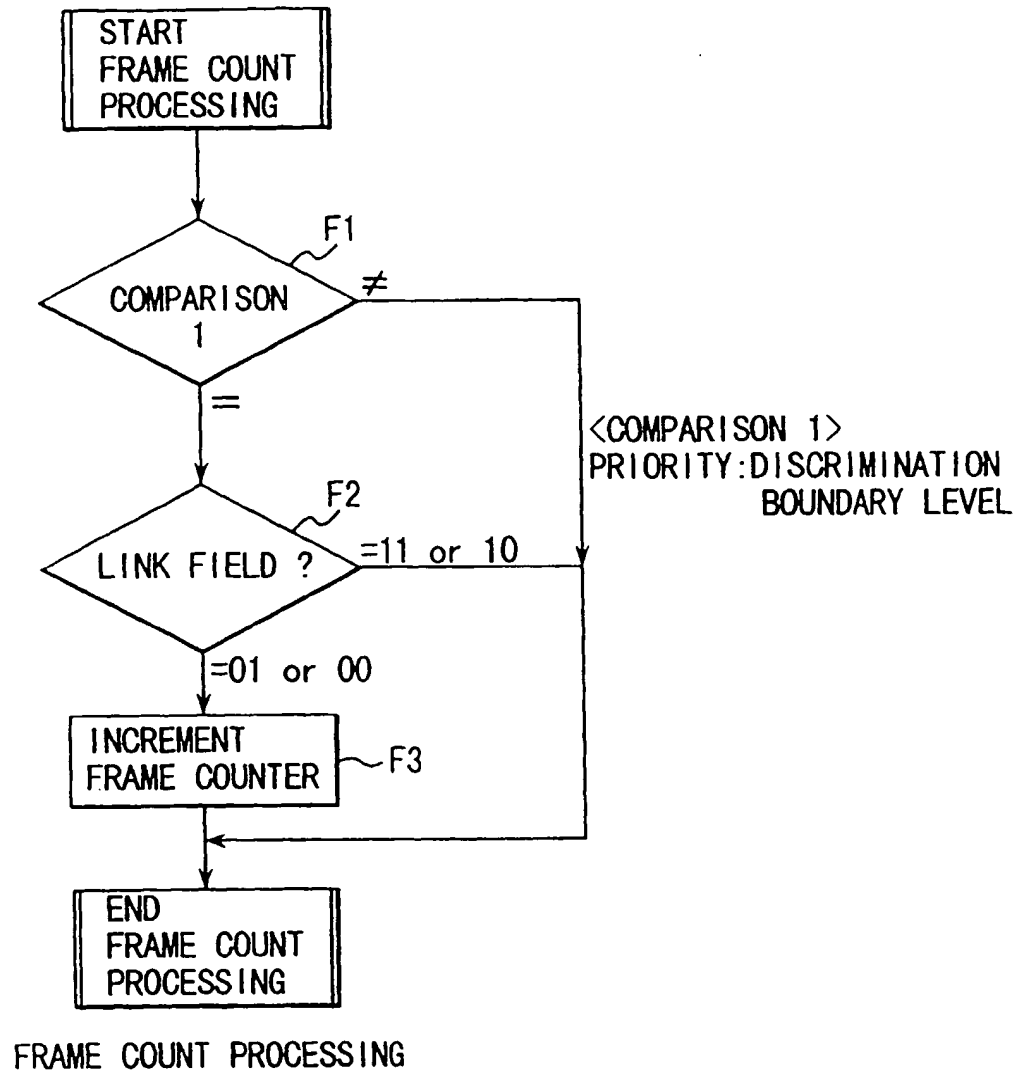 START
FRAME COUNT
PROCESSING
F1
COMPARISON
1
≠
=
<COMPARISON 1>
PRIORITY:DISCRIMINATION
BOUNDARY LEVEL
F2
LINK FIELD ?
=11 or 10
=01 or 00
INCREMENT
FRAME COUNTER
F3
END
FRAME COUNT
PROCESSING
FRAME COUNT PROCESSING